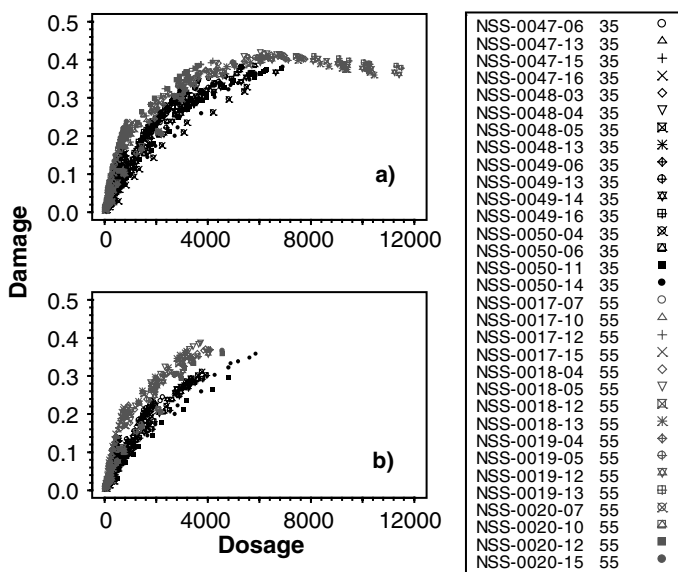 Damage
0.5
0.4
0.3
0.2
0.1
0.0
a)
0 4000 8000 12000
0.5
0.4
0.3
0.2
0.1
0.0
b)
0 4000 8000 12000
Dosage
NSS-0047-06 35
NSS-0047-13 35
NSS-0047-15 35
NSS-0047-16 35
NSS-0048-03 35
NSS-0048-04 35
NSS-0048-05 35
NSS-0048-13 35
NSS-0049-06 35
NSS-0049-13 35
NSS-0049-14 35
NSS-0049-16 35
NSS-0050-04 35
NSS-0050-06 35
NSS-0050-11 35
NSS-0050-14 35
NSS-0017-07 55
NSS-0017-10 55
NSS-0017-12 55
NSS-0017-15 55
NSS-0018-04 55
NSS-0018-05 55
NSS-0018-12 55
NSS-0018-13 55
NSS-0019-04 55
NSS-0019-05 55
NSS-0019-12 55
NSS-0019-13 55
NSS-0020-07 55
NSS-0020-10 55
NSS-0020-12 55
NSS-0020-15 55